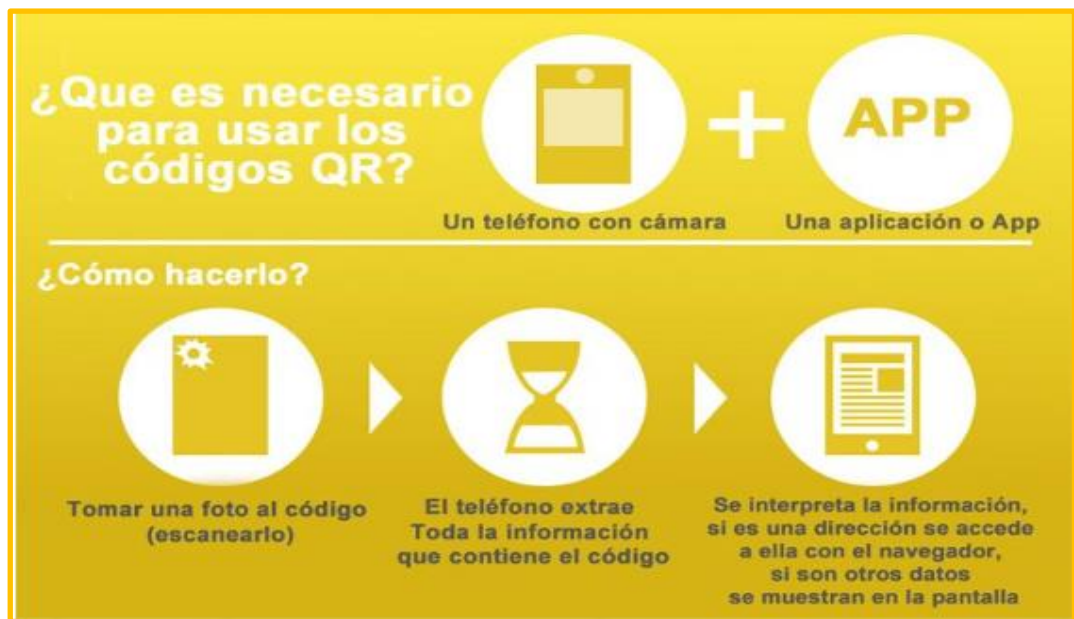 ¿Que es necesario
para usar los
códigos QR?
APP
Un teléfono con cámara
Una aplicación o App
¿Cómo hacerlo?
Tomar una foto al código
(escanearlo)
El teléfono extrae
Toda la información
que contiene el código
Se interpreta la información,
si es una dirección se accede
a ella con el navegador,
si son otros datos
se muestran en la pantalla